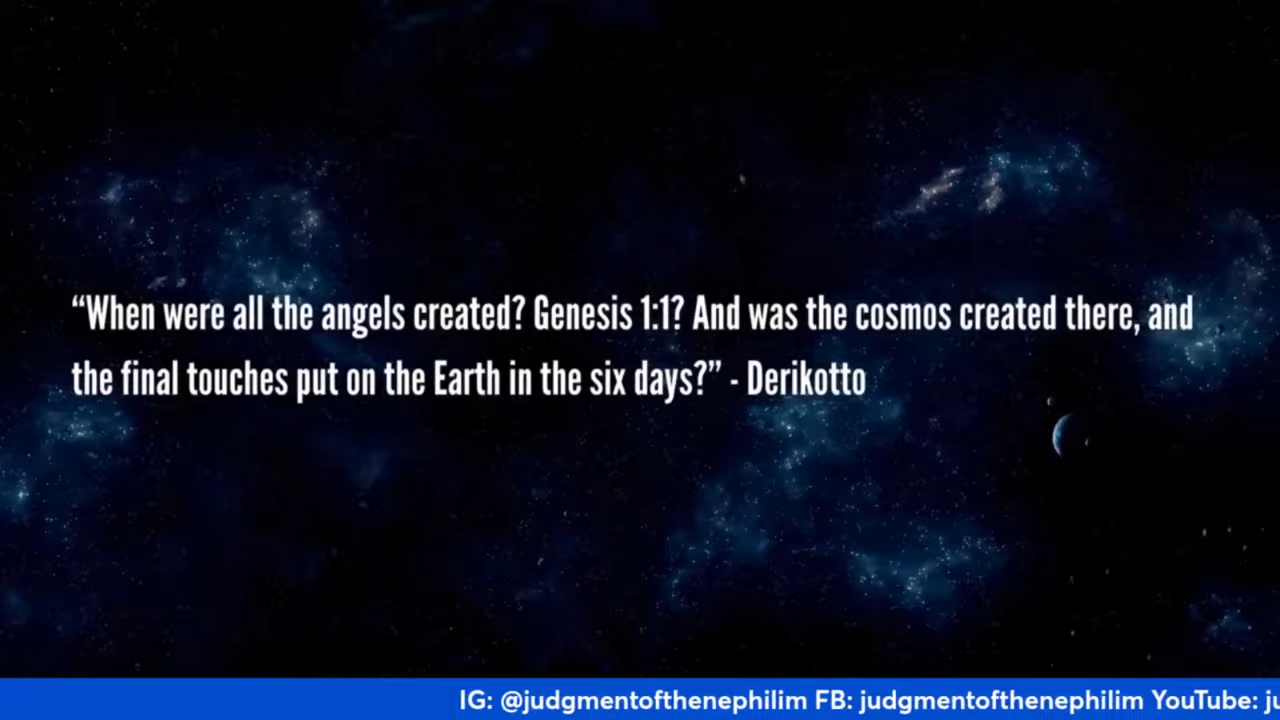 “When were all the angels created? Genesis 1:1? And was the cosmos created there, and
the final touches put on the Earth in the six days?” - Derikotto
IG: @judgmentofthenephilim FB: judgmentofthenephilim YouTube: ju